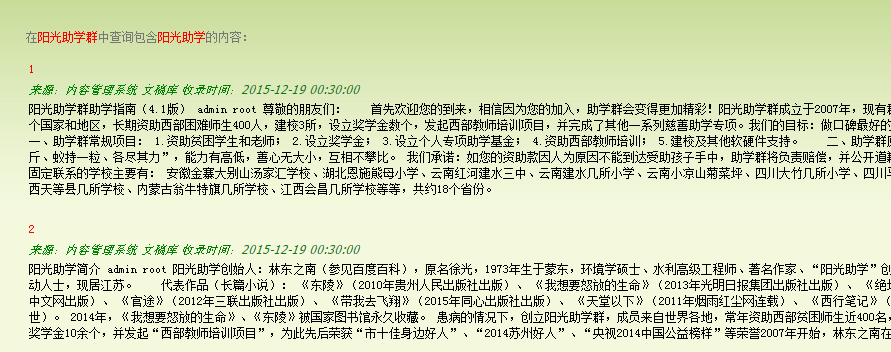 在阳光助学群中查询包含阳光助学的内容:
1
来源: 内容管理系统 文稿库 收录时间: 2015-12-19 00:30:00
阳光助学群助学指南（4.1版） admin root 尊敬的朋友们： 首先欢迎您的到来，相信因为您的加入，助学群会变得更加精彩！阳光助学群成立于2007年，现有群
个国家和地区，长期资助西部困难师生400人，建校3所，设立奖学金数个，发起西部教师培训项目，并完成了其他一系列慈善助学专项。我们的目标：做口碑最好的
一、助学群常规项目： 1.资助贫困学生和老师； 2.设立奖学金； 3.设立个人专项助学基金； 4.资助西部教师培训； 5.建校及其他软硬件支持。 二、助学群
斤、蚁持一粒、各尽其力”，能力有高低，善心无大小，互相不攀比。 我们承诺：如您的资助款因人为原因不能到达受助孩子手中，助学群将负责赔偿，并公开道
固定联系的学校主要有： 安徽金寨大别山汤家汇学校、湖北恩施熊母小学、云南红河建水三中、云南建水几所小学、云南小凉山菊菜坪、四川大竹几所小学、四川
西天等县几所学校、内蒙古翁牛特旗几所学校、江西会昌几所学校等等，共约18个省份。
2
来源: 内容管理系统 文稿库 收录时间: 2015-12-19 00:30:00
阳光助学简介 admin root 阳光助学创始人：林东之南（参见百度百科），原名徐光，1973年生于蒙东，环境学硕士、水利高级工程师、著名作家、“阳光助学”创
动人士，现居江苏。 代表作品（长篇小说）： 《东陵》（2010年贵州人民出版社出版）、《我想要怒放的生命》（2013年光明日报集团出版社出版）、《绝
中文网出版）、《官途》（2012年三联出版社出版）、《带我去飞翔》（2015年同心出版社出版）、《天堂以下》（2011年烟雨红尘网连载）、《西行笔记》（
世）。 2014年，《我想要怒放的生命》、《东陵》被国家图书馆永久收藏。 患病的情况下，创立阳光助学群，成员来自世界各地，常年资助西部贫困师生近400名，
奖学金10余个，并发起“西部教师培训项目”，为此先后荣获“市十佳身边好人”、“2014苏州好人”、“央视2014中国公益榜样”等荣誉2007年开始，林东之南在